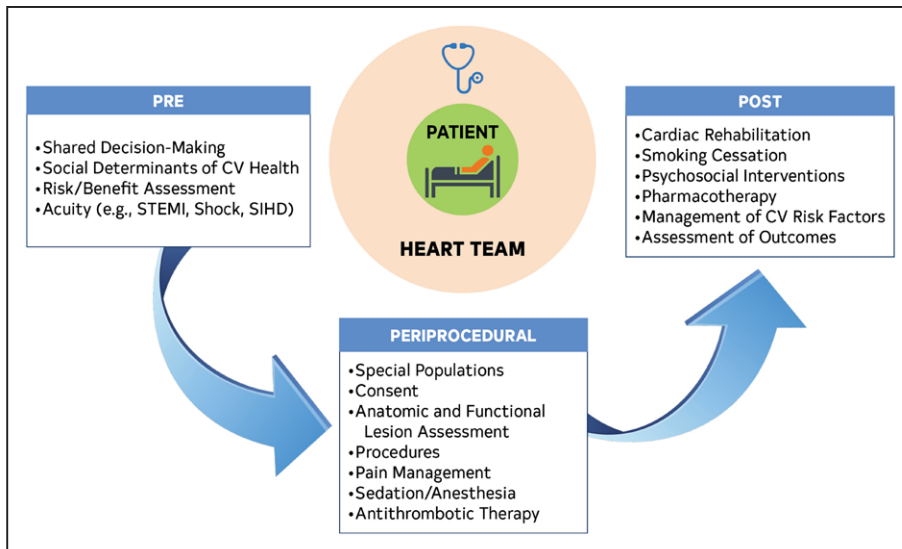 PRE
•Shared Decision-Making
•Social Determinants of CV Health
•Risk/Benefit Assessment
•Acuity (e.g., STEMI, Shock, SIHD)
PATIENT
HEART TEAM
POST
•Cardiac Rehabilitation
•Smoking Cessation
•Psychosocial Interventions
•Pharmacotherapy
•Management of CV Risk Factors
•Assessment of Outcomes
PERIPROCEDURAL
•Special Populations
•Consent
•Anatomic and Functional
Lesion Assessment
•Procedures
•Pain Management
•Sedation/Anesthesia
•Antithrombotic Therapy